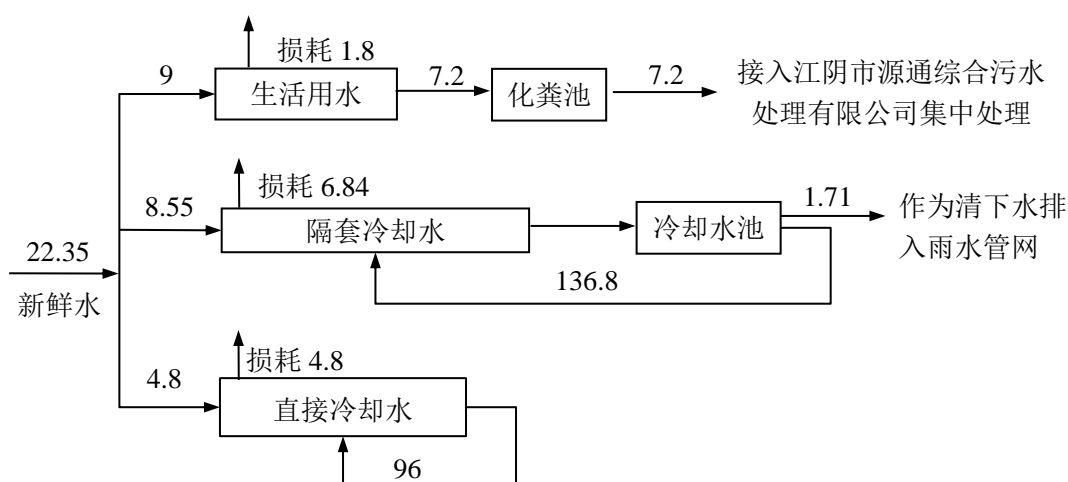 损耗 1.8
9
生活用水
7.2
化粪池
7.2
接入江阴市源通综合污水
处理有限公司集中处理
损耗 6.84
8.55
隔套冷却水
冷却水池
1.71
作为清下水排
入雨水管网
22.35
新鲜水
136.8
损耗 4.8
4.8
直接冷却水
96